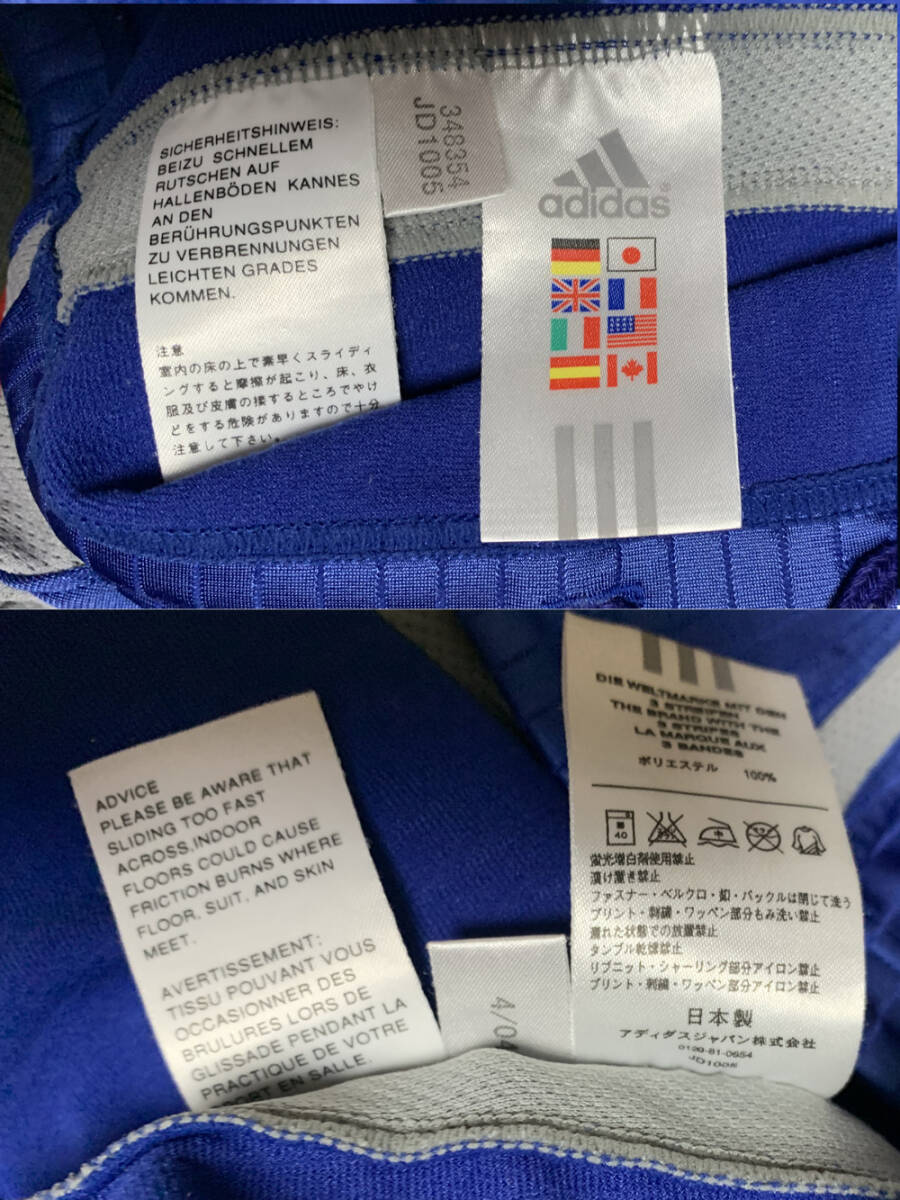 SICHERHEITSHINWEIS:
BEIZU SCHNELLEM
RUTSCHEN AUF
HALLENBÖDEN KANNES
AN DEN
BERÜHRUNGSPUNKTEN
ZU VERBRENNUNGEN
LEICHTEN GRADES
KOMMEN.
注意
室内の床の上で素早くスライディ
ングすると摩擦が起こり、床、衣
服及び皮膚の接するところでやけ
どをする危険がありますので十分
注意して下さい。
348354
JD1005
adidas
ADVICE
PLEASE BE AWARE THAT
SLIDING TOO FAST
ACROSS.INDOOR
FLOORS COULD CAUSE
FRICTION BURNS WHERE
FLOOR, SUIT, AND SKIN
MEET.
AVERTISSEMENT:
TISSU POUVANT VOUS
OCCASIONNER DES
BRULURES LORS DE
GLISSADE PENDANT LA
PRACTIQUE DE VOTRE
ORT EN SALLE.
4/04
DIE WELTMARKE MIT DEN
3 STREIFEN
THE BRAND WITH THE
3 STRIPES
LA MARQUE AUX
3 BANDES
ポリエステル 100%
40
蛍光増白剤使用禁止
漬け置き禁止
ファスナー・ベルクロ・釦・バックルは閉じて洗う
プリント・刺繍・ワッペン部分もみ洗い禁止
濡れた状態での放置禁止
タンブル乾燥禁止
リブニット・シャーリング部分アイロン禁止
プリント・刺繍・ワッペン部分アイロン禁止
日本製
アディダスジャパン株式会社
0120-81-0654
JD1005